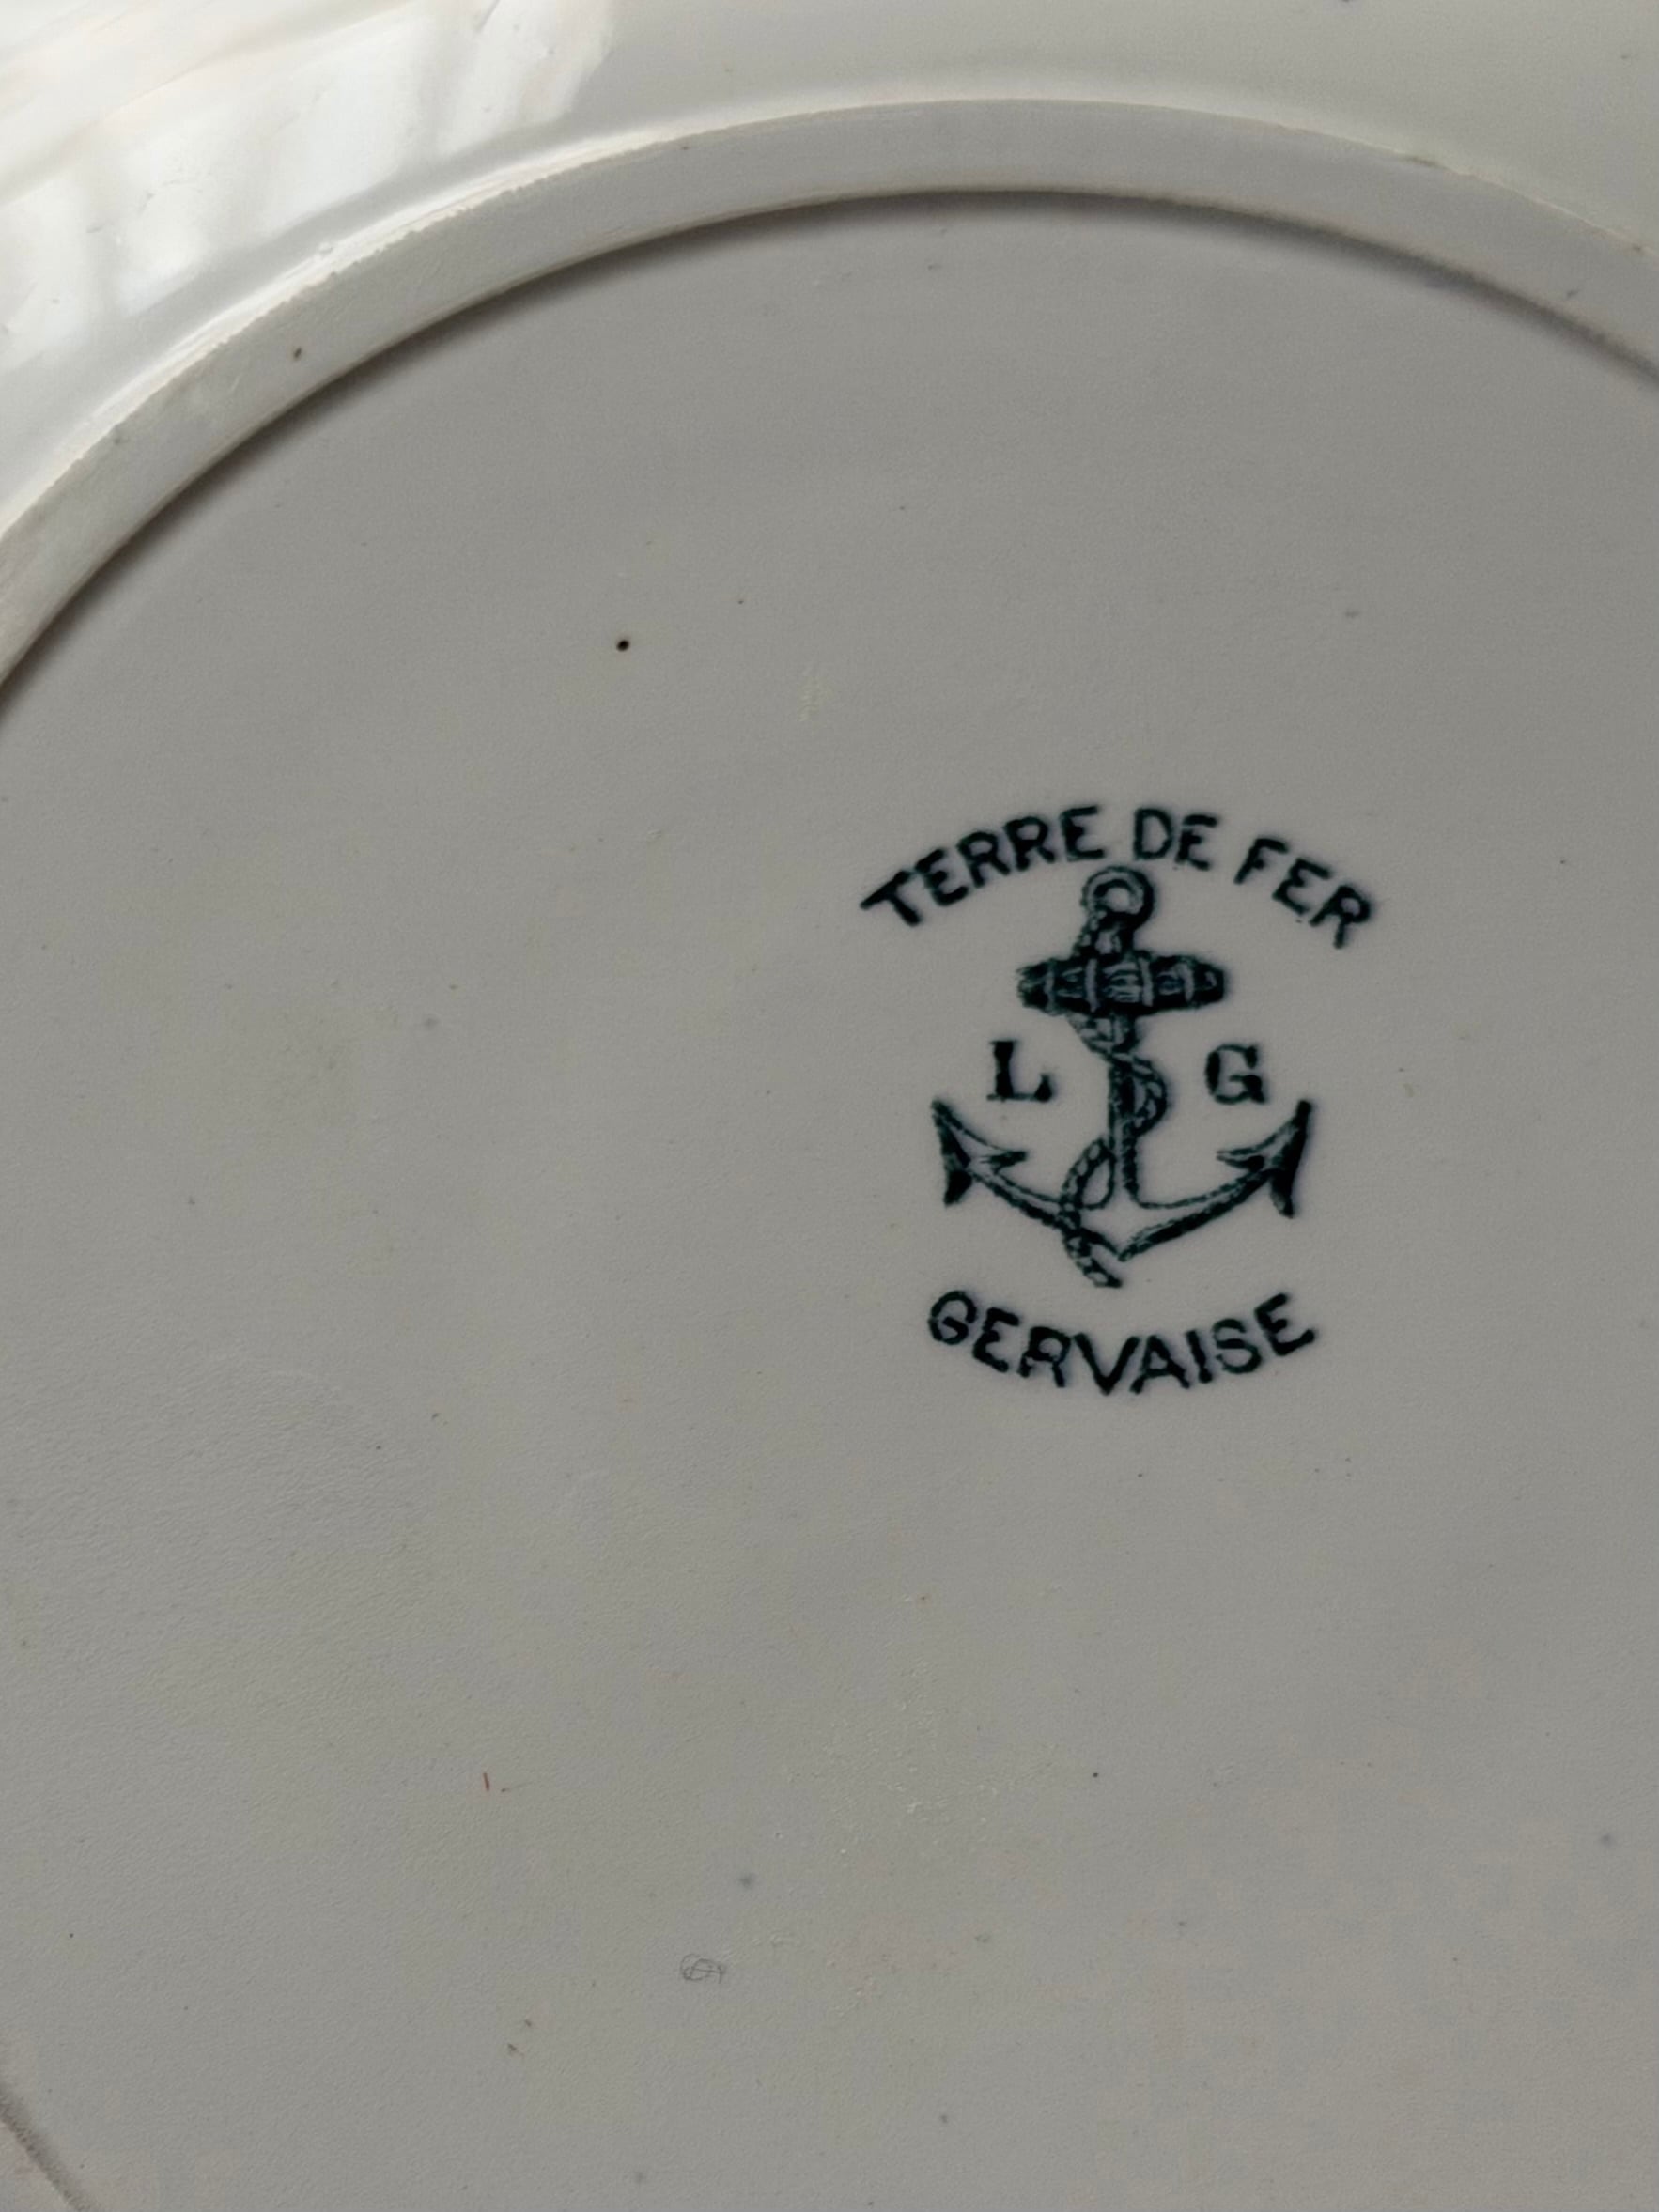 TERRE DE FER
L G
GERVAISE